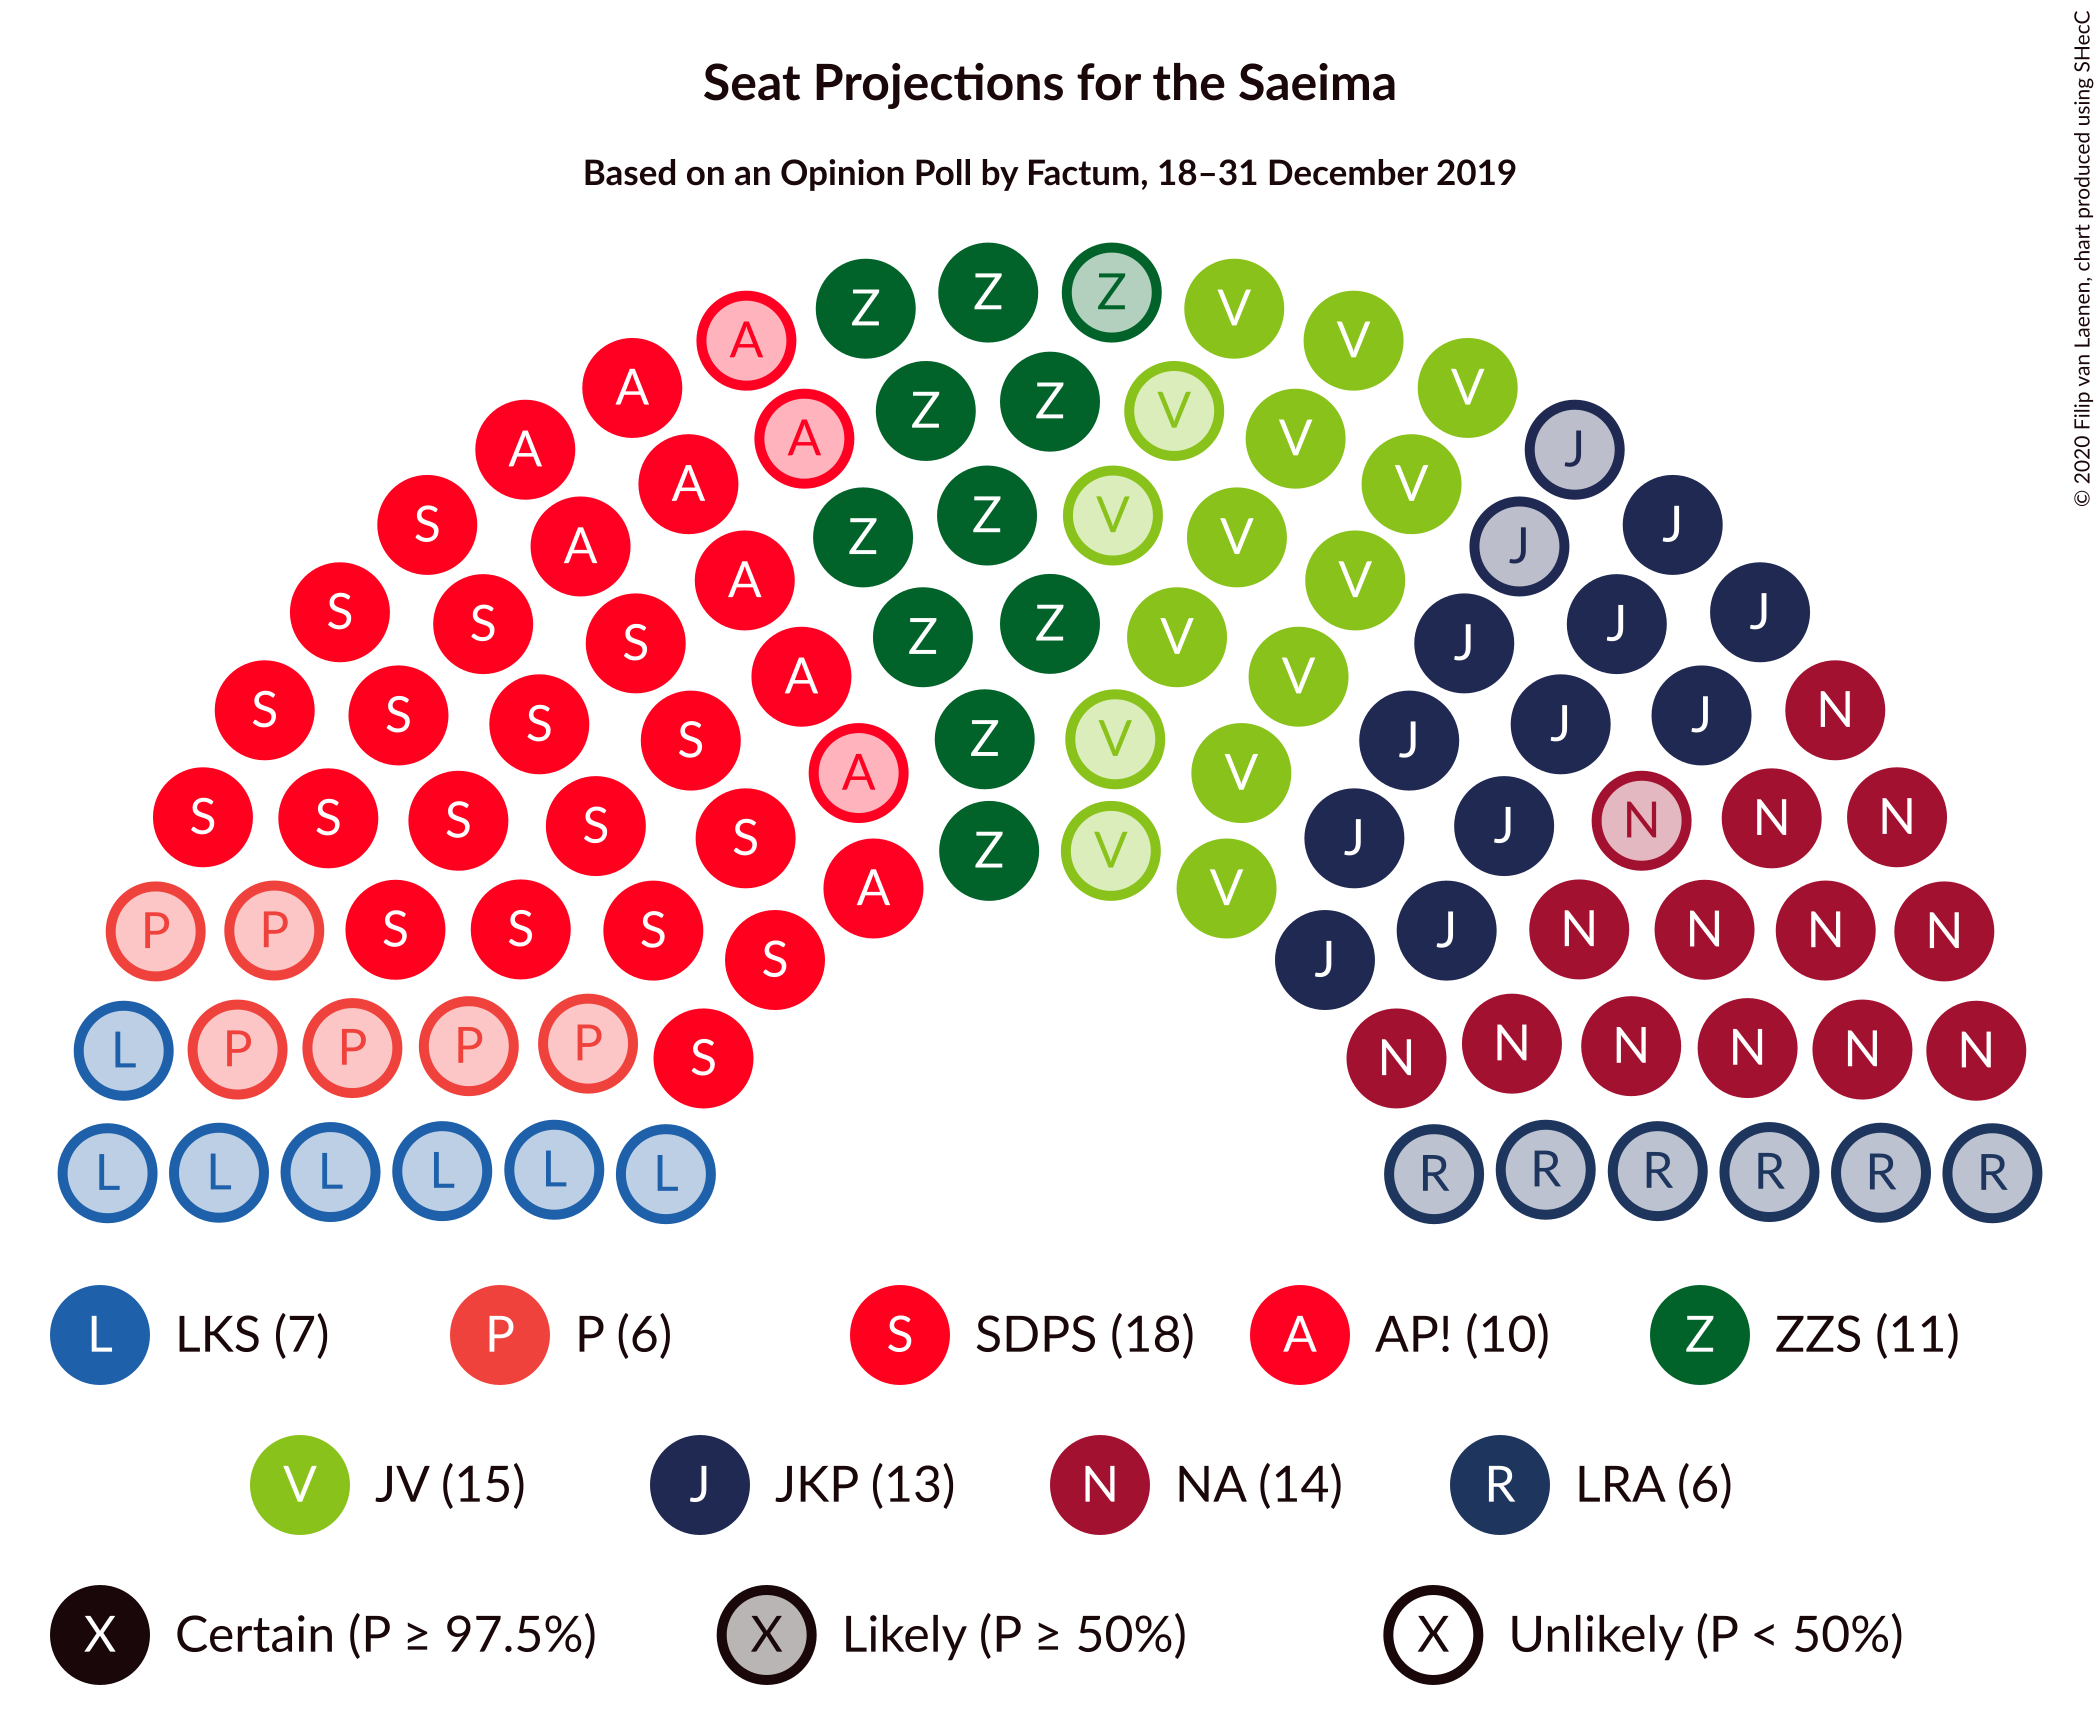 Seat Projections for the Saeima
Based on an Opinion Poll by Factum, 18–31 December 2019
© 2020 Filip van Laenen, chart produced using SHecC
Z Z Z
A Z Z V V V
A A Z Z V V V J
A A Z Z V V V J J
S A A Z Z V V V J J J
S S S A A Z V V V J J J J
S S S S A Z V V J J J J N
S S S S S A V J J N N N
P P S S S S J J N N N N
L P P P P S N N N N N N
L L L L L L R R R R R R
L LKS (7) P P (6) S SDPS (18) A AP! (10) Z ZZS (11)
V JV (15) J JKP (13) N NA (14) R LRA (6)
X Certain (P ≥ 97.5%) X Likely (P ≥ 50%) X Unlikely (P < 50%)